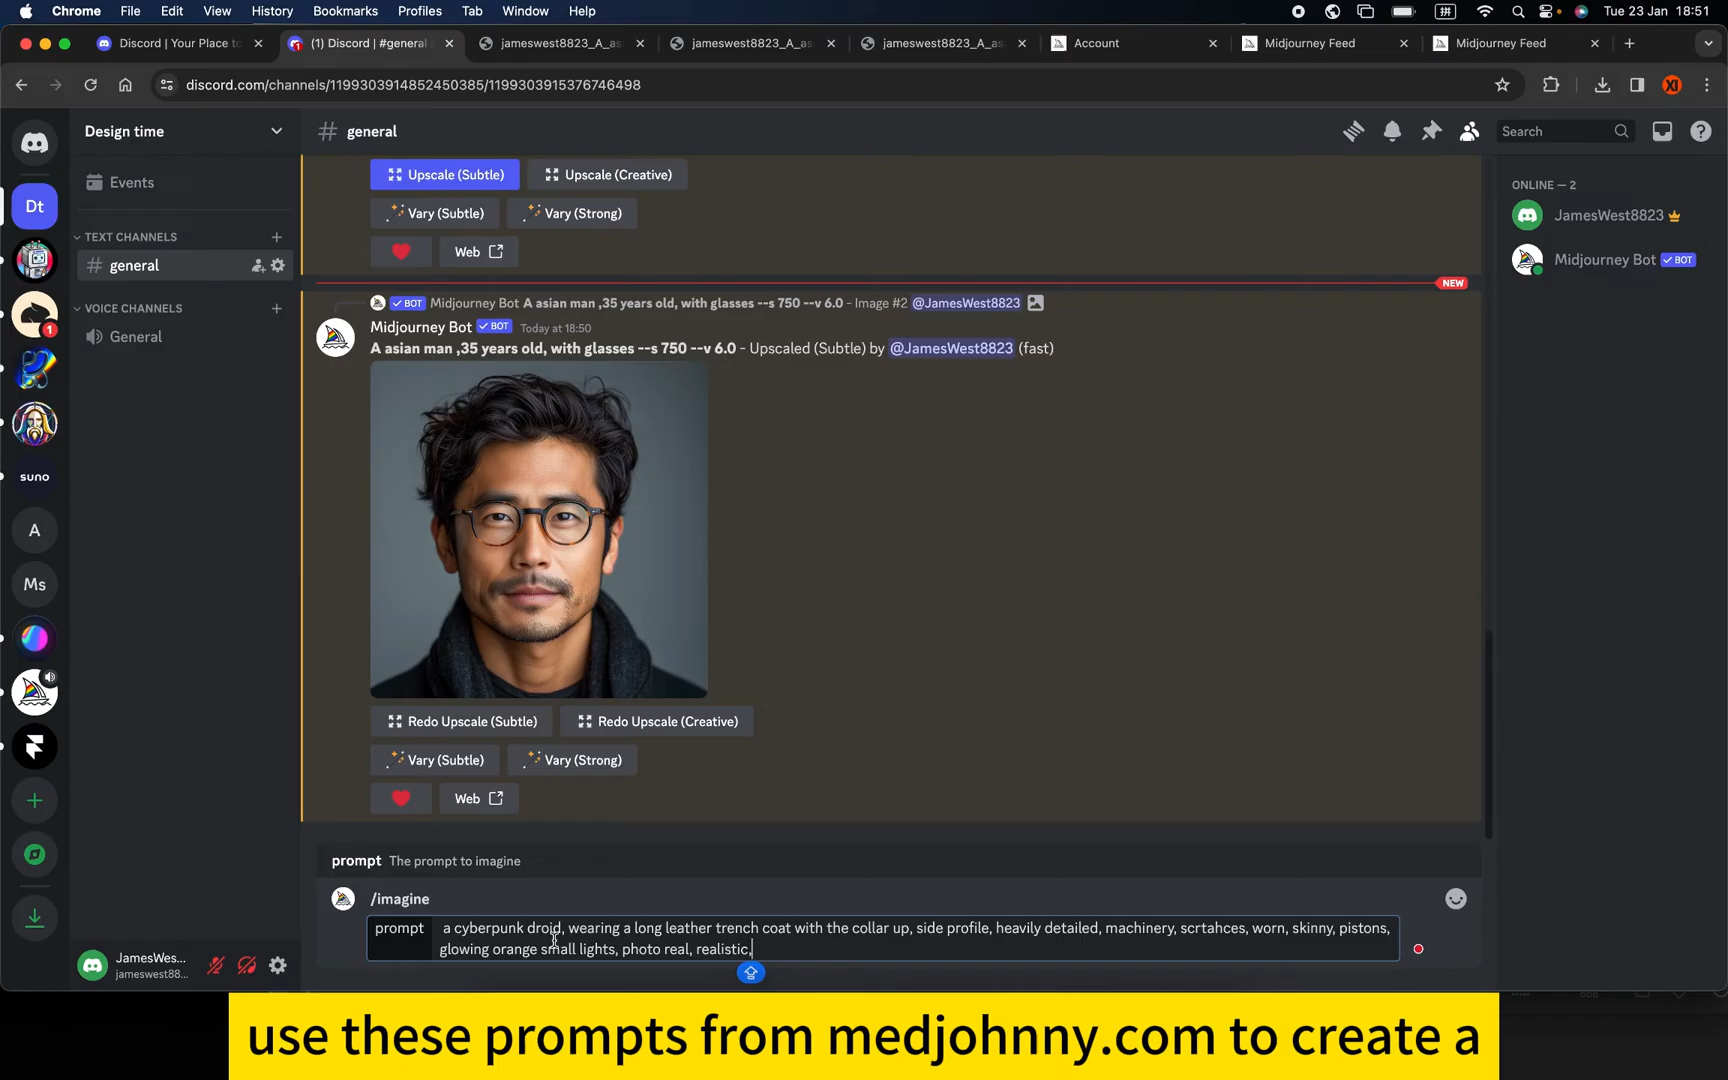 Chrome File Edit View History Bookmarks Profiles Tab Window Help Tue 23 Jan 18:51
Discord | Your Place to (1) Discord | #general jameswest8823_A_as jameswest8823_A_as jameswest8823_A_as Account Midjourney Feed Midjourney Feed
discord.com/channels/1199303914852450385/1199303915376746498
Design time
# general
Search
Events
TEXT CHANNELS
# general
VOICE CHANNELS
General
Dt
1
suno
A
Ms
Upscale (Subtle) Upscale (Creative)
Vary (Subtle) Vary (Strong)
Web
NEW
BOT Midjourney Bot A asian man ,35 years old, with glasses --s 750 --v 6.0 - Image #2 @JamesWest8823
Midjourney Bot BOT Today at 18:50
A asian man ,35 years old, with glasses --s 750 --v 6.0 - Upscaled (Subtle) by @JamesWest8823 (fast)
Redo Upscale (Subtle) Redo Upscale (Creative)
Vary (Subtle) Vary (Strong)
Web
ONLINE — 2
JamesWest8823
Midjourney Bot BOT
prompt The prompt to imagine
/imagine
prompt a cyberpunk droid, wearing a long leather trench coat with the collar up, side profile, heavily detailed, machinery, scrtahces, worn, skinny, pistons,
glowing orange small lights, photo real, realistic,
JamesWes...
jameswest88...
use these prompts from medjohnny.com to create a